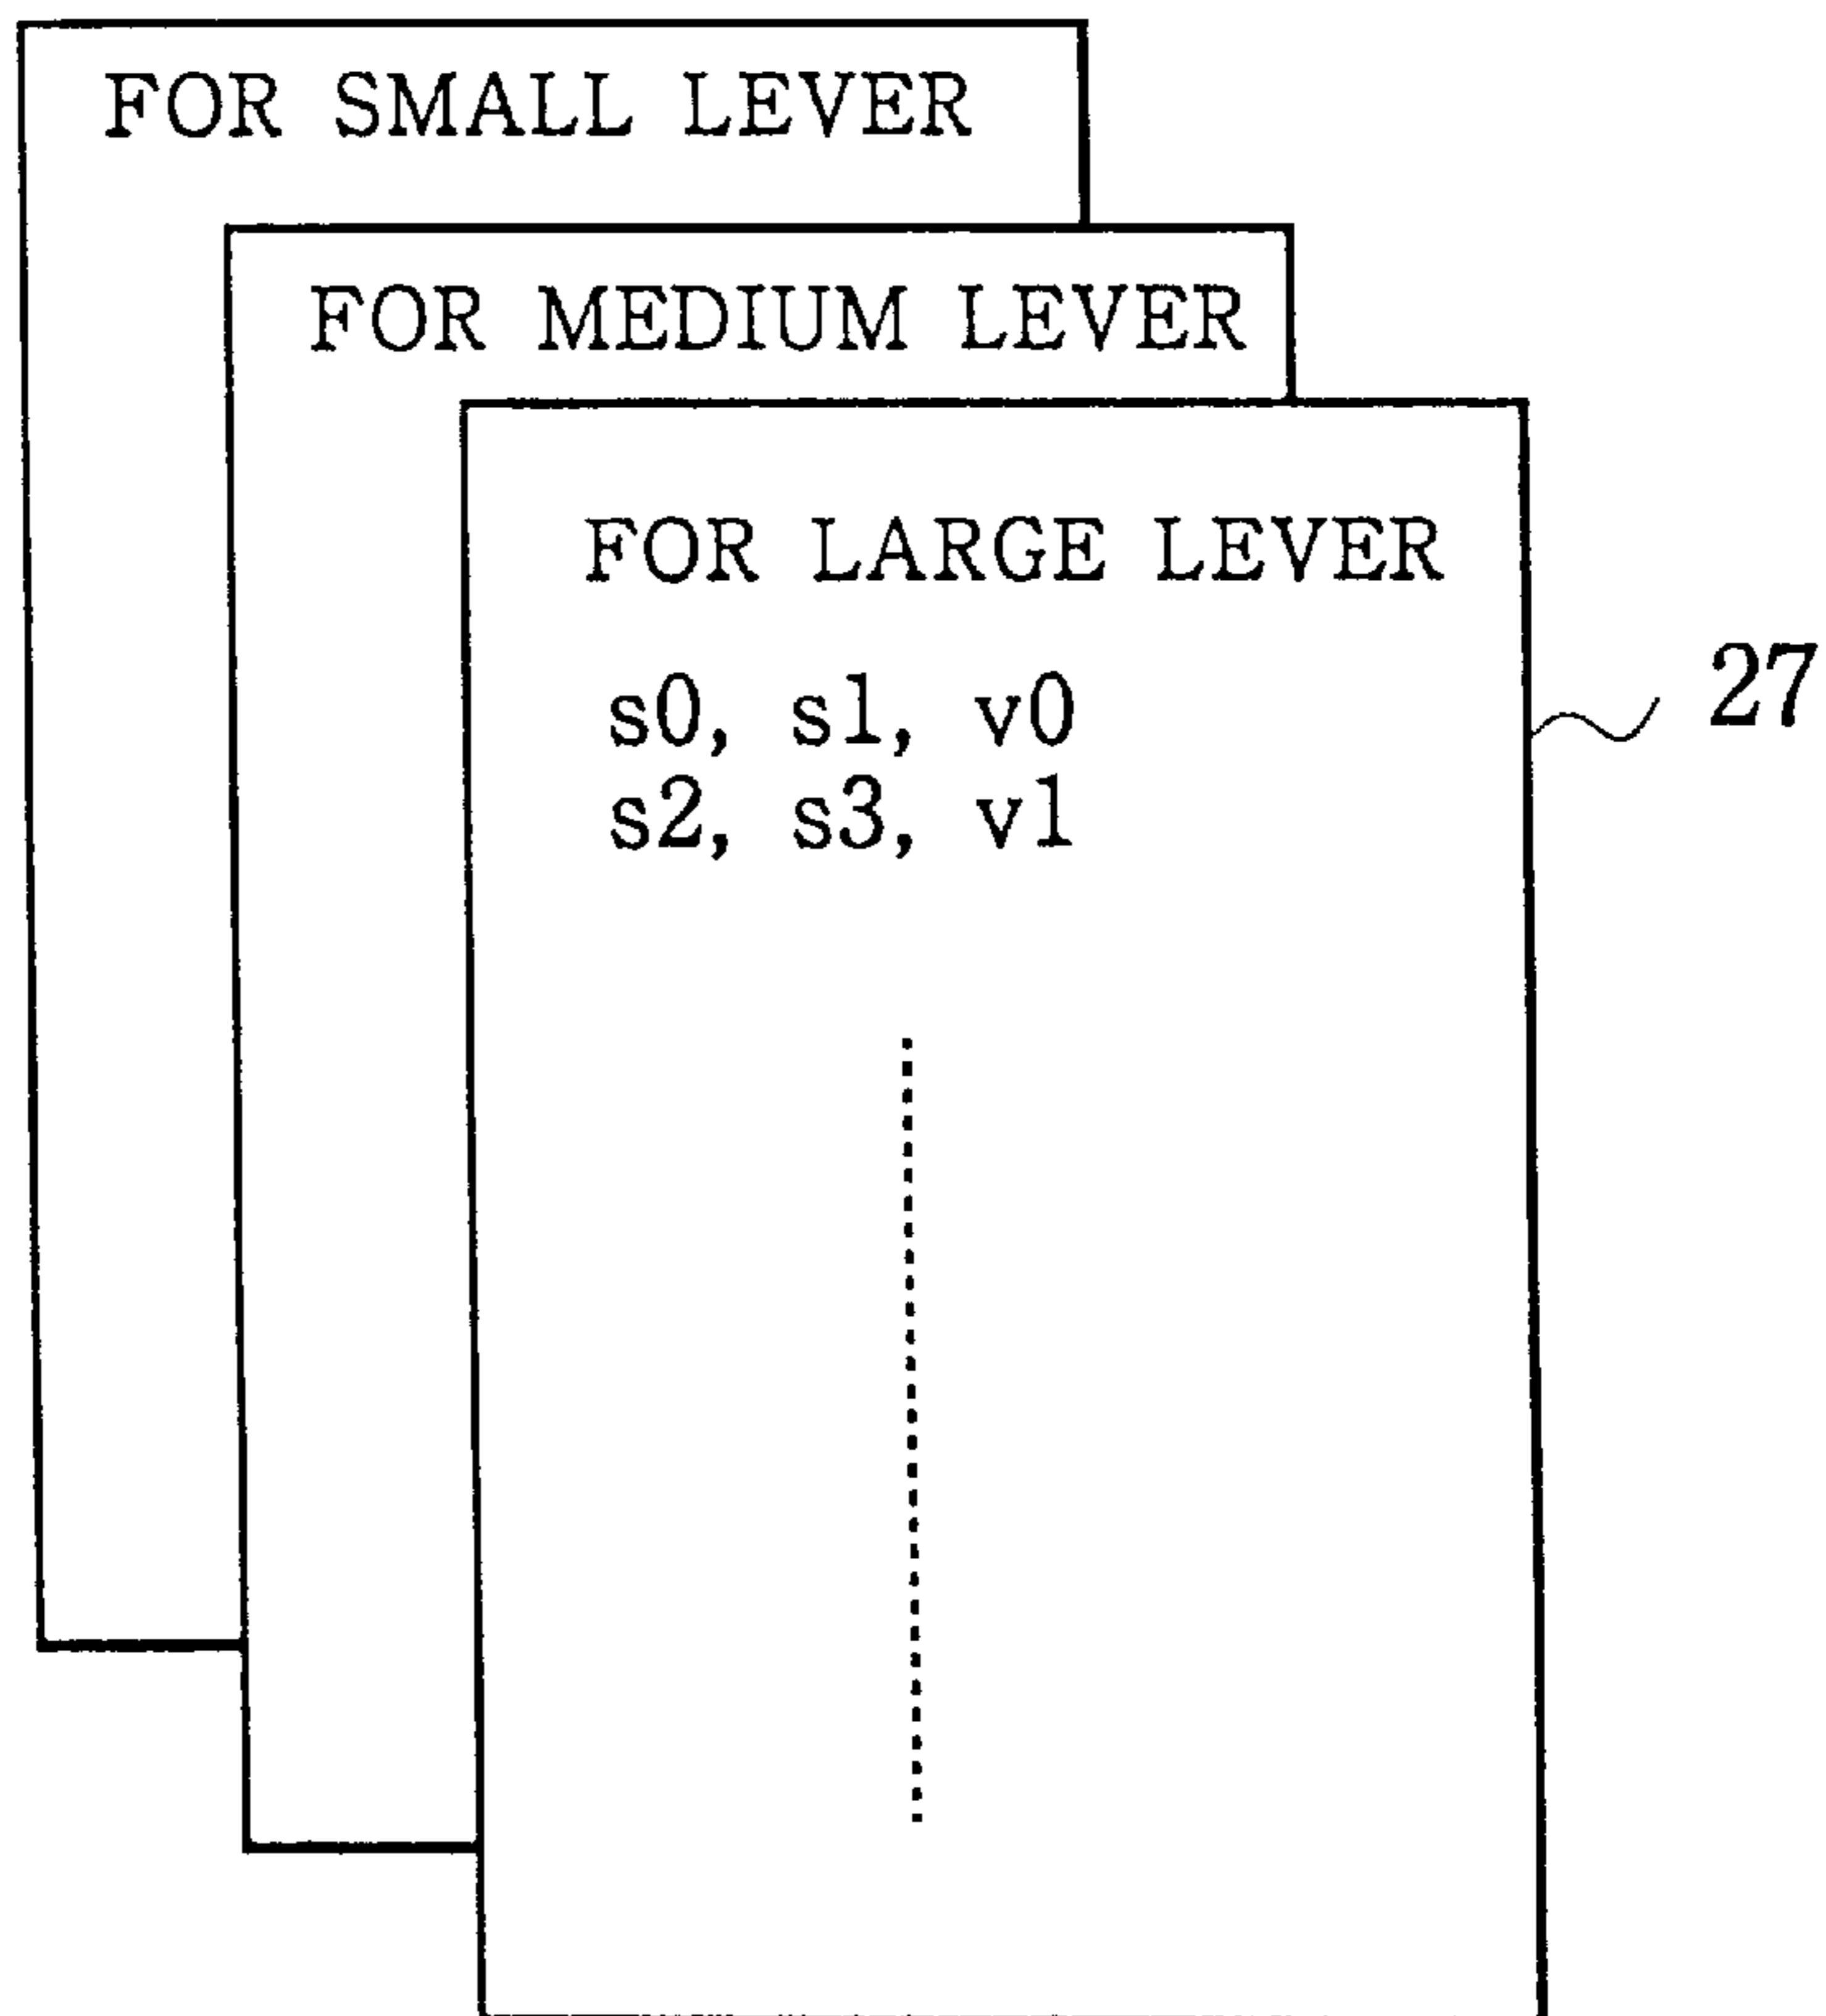 FOR SMALL LEVER
FOR MEDIUM LEVER
FOR LARGE LEVER
s0, s1, v0
27
s2, s3, v1